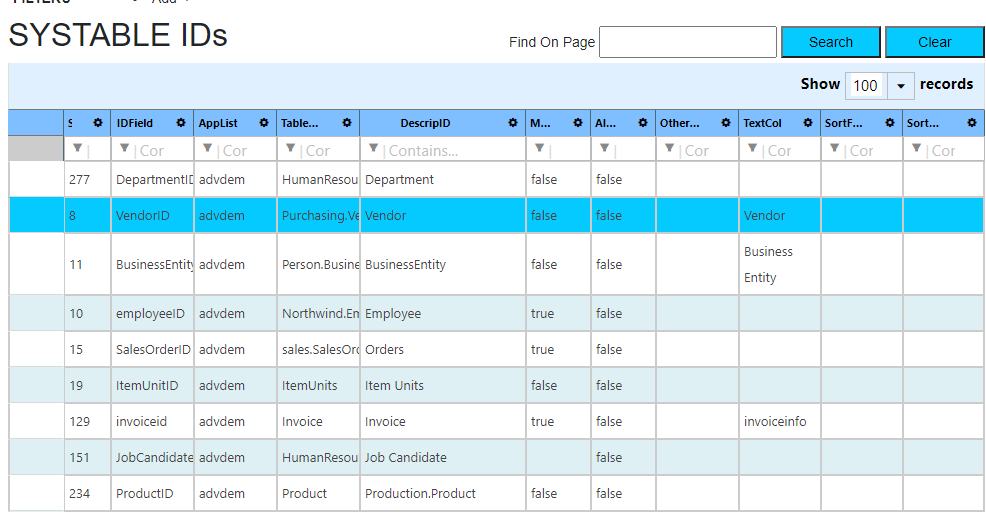 Add
SYSTABLE IDs
Find On Page Search Clear
Show 100 records
S IDField AppList Table... DescripID M... Al... Other... TextCol SortF... Sort...
Cor Cor Cor Contains... Cor Cor Cor Cor
277 DepartmentID advdem HumanResou Department false false
8 VendorID advdem Purchasing.Ve Vendor false false Vendor
11 BusinessEntity advdem Person.Busine BusinessEntity false false Business
Entity
10 employeeID advdem Northwind.Em Employee true false
15 SalesOrderID advdem sales.SalesOrd Orders true false
19 ItemUnitID advdem ItemUnits Item Units false false
129 invoiceid advdem Invoice Invoice true false invoiceinfo
151 JobCandidate advdem HumanResou Job Candidate false
234 ProductID advdem Product Production.Product false false